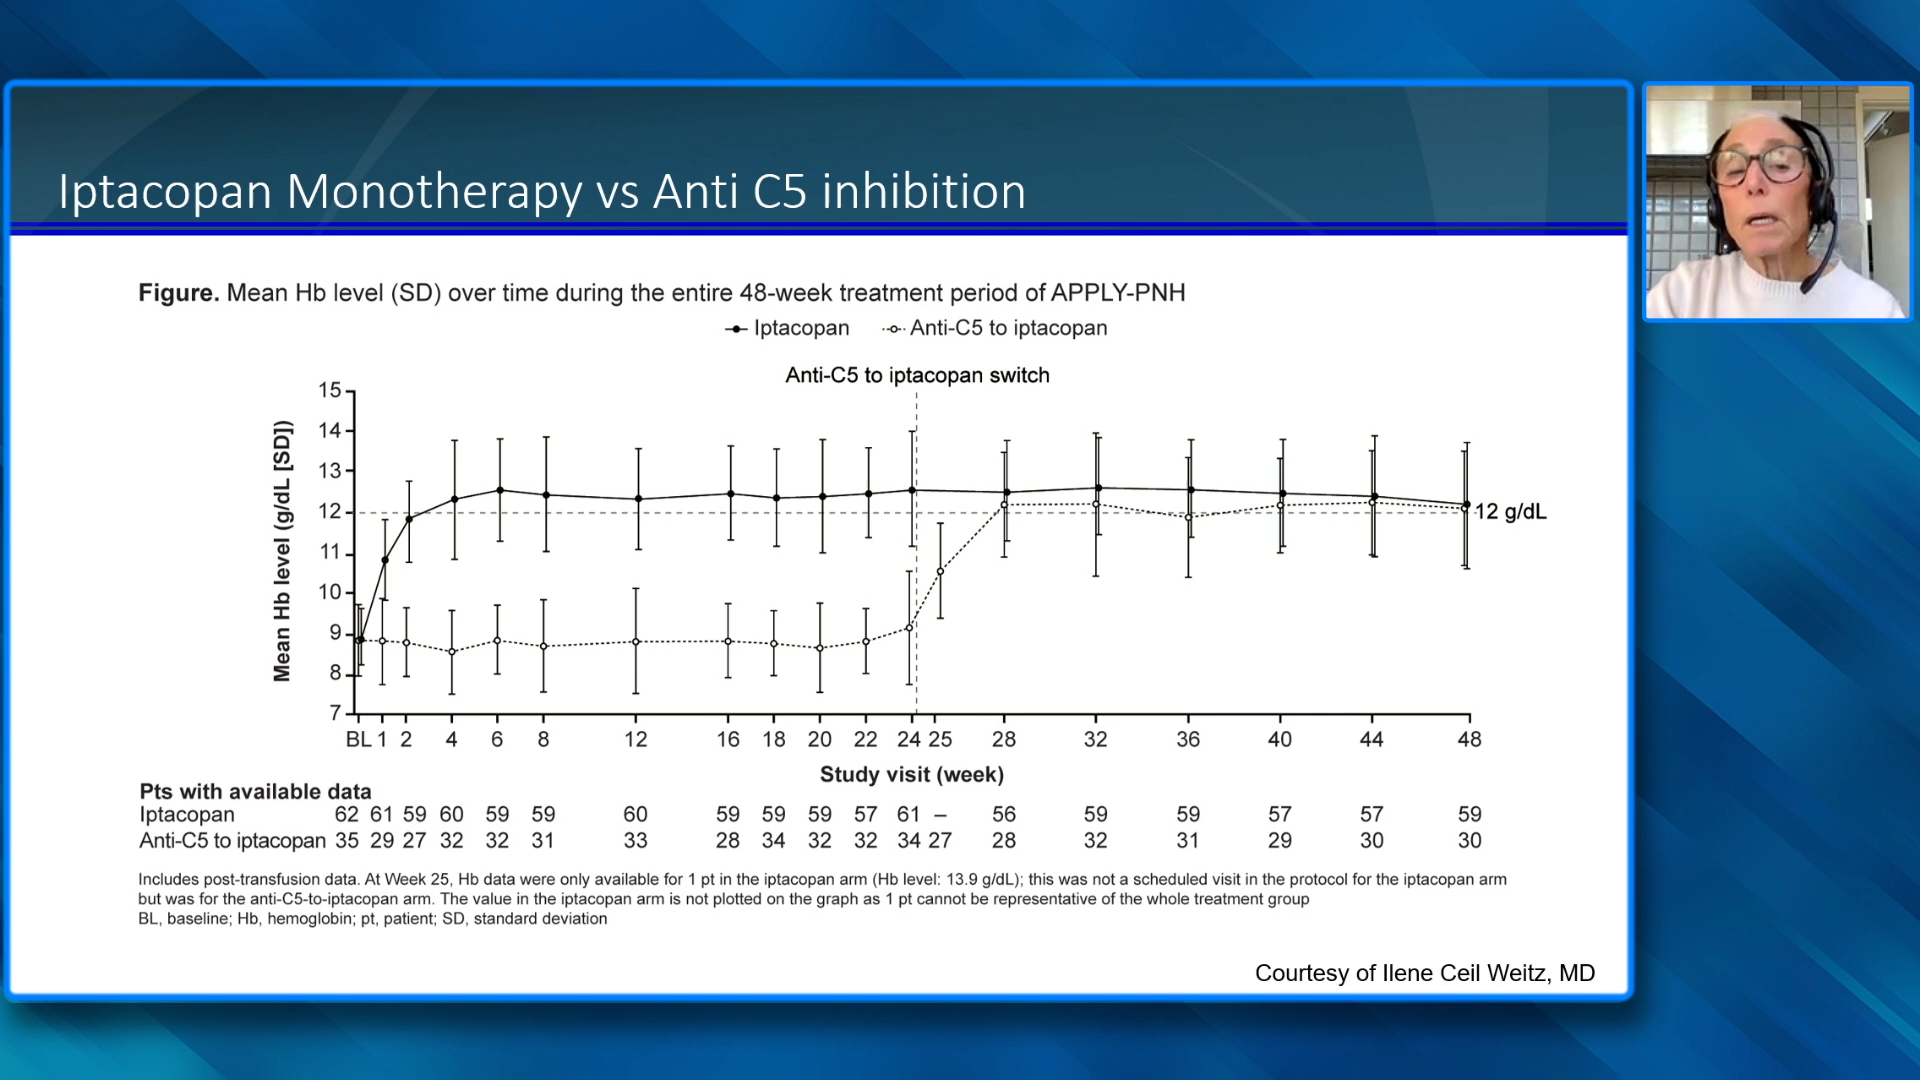 Iptacopan Monotherapy vs Anti C5 inhibition
Figure. Mean Hb level (SD) over time during the entire 48-week treatment period of APPLY-PNH
Iptacopan Anti-C5 to iptacopan
Anti-C5 to iptacopan switch
Mean Hb level (g/dL [SD])
15
14
13
12
11
10
9
8
7
12 g/dL
BL 1 2 4 6 8 12 16 18 20 22 24 25 28 32 36 40 44 48
Study visit (week)
Pts with available data
Iptacopan 62 61 59 60 59 59 60 59 59 59 57 61 – 56 59 59 57 57 59
Anti-C5 to iptacopan 35 29 27 32 32 31 33 28 34 32 32 34 27 28 32 31 29 30 30
Includes post-transfusion data. At Week 25, Hb data were only available for 1 pt in the iptacopan arm (Hb level: 13.9 g/dL); this was not a scheduled visit in the protocol for the iptacopan arm
but was for the anti-C5-to-iptacopan arm. The value in the iptacopan arm is not plotted on the graph as 1 pt cannot be representative of the whole treatment group
BL, baseline; Hb, hemoglobin; pt, patient; SD, standard deviation
Courtesy of Ilene Ceil Weitz, MD